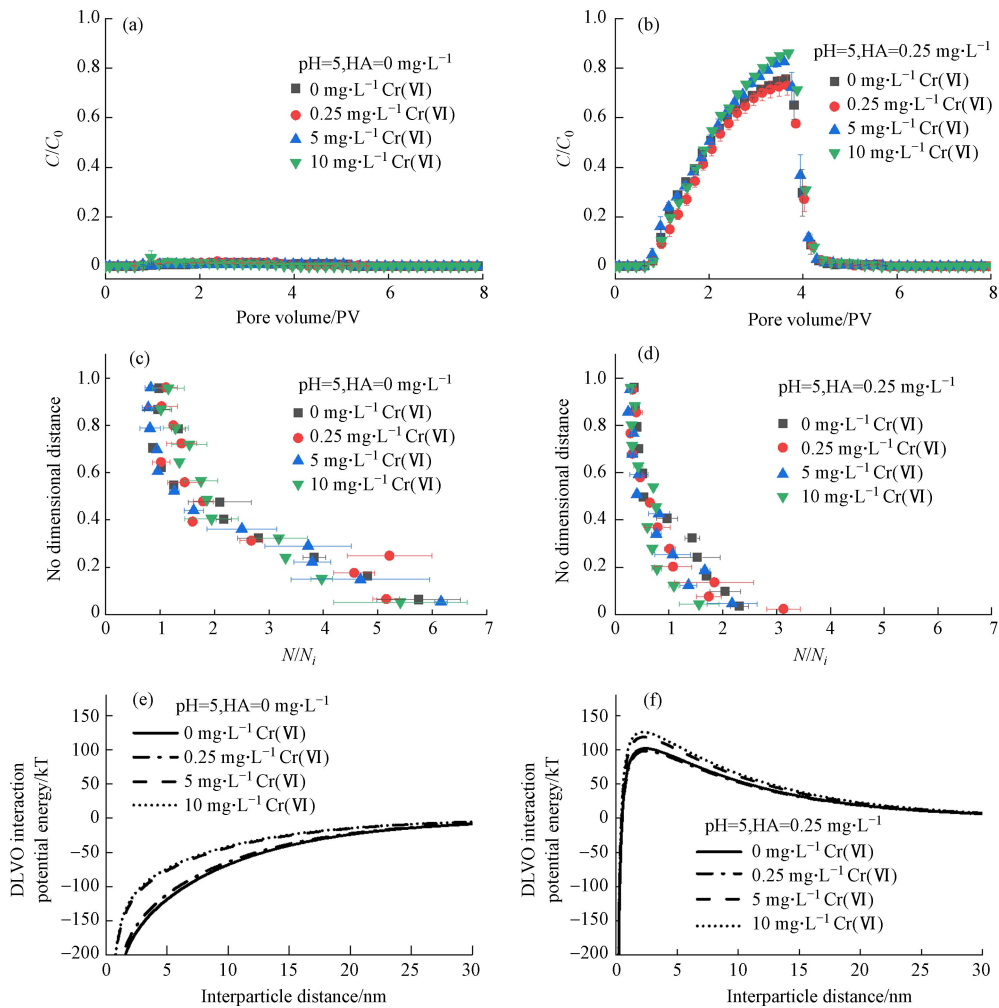 (a)
pH=5,HA=0 mg·L⁻¹
0 mg·L⁻¹ Cr(Ⅵ)
0.25 mg·L⁻¹ Cr(Ⅵ)
5 mg·L⁻¹ Cr(Ⅵ)
10 mg·L⁻¹ Cr(Ⅵ)
C/C₀
1.0
0.8
0.6
0.4
0.2
0
0 2 4 6 8
Pore volume/PV
(b)
pH=5,HA=0.25 mg·L⁻¹
0 mg·L⁻¹ Cr(Ⅵ)
0.25 mg·L⁻¹ Cr(Ⅵ)
5 mg·L⁻¹ Cr(Ⅵ)
10 mg·L⁻¹ Cr(Ⅵ)
C/C₀
1.0
0.8
0.6
0.4
0.2
0
0 2 4 6 8
Pore volume/PV
(c)
pH=5,HA=0 mg·L⁻¹
0 mg·L⁻¹ Cr(Ⅵ)
0.25 mg·L⁻¹ Cr(Ⅵ)
5 mg·L⁻¹ Cr(Ⅵ)
10 mg·L⁻¹ Cr(Ⅵ)
No dimensional distance
1.0
0.8
0.6
0.4
0.2
0
0 1 2 3 4 5 6 7
N/Nᵢ
(d)
pH=5,HA=0.25 mg·L⁻¹
0 mg·L⁻¹ Cr(Ⅵ)
0.25 mg·L⁻¹ Cr(Ⅵ)
5 mg·L⁻¹ Cr(Ⅵ)
10 mg·L⁻¹ Cr(Ⅵ)
No dimensional distance
1.0
0.8
0.6
0.4
0.2
0
0 1 2 3 4 5 6 7
N/Nᵢ
(e)
pH=5,HA=0 mg·L⁻¹
0 mg·L⁻¹ Cr(Ⅵ)
0.25 mg·L⁻¹ Cr(Ⅵ)
5 mg·L⁻¹ Cr(Ⅵ)
10 mg·L⁻¹ Cr(Ⅵ)
DLVO interaction
potential energy/kT
150
100
50
0
−50
−100
−150
−200
0 5 10 15 20 25 30
Interparticle distance/nm
(f)
pH=5,HA=0.25 mg·L⁻¹
0 mg·L⁻¹ Cr(Ⅵ)
0.25 mg·L⁻¹ Cr(Ⅵ)
5 mg·L⁻¹ Cr(Ⅵ)
10 mg·L⁻¹ Cr(Ⅵ)
DLVO interaction
potential energy/kT
150
100
50
0
−50
−100
−150
−200
0 5 10 15 20 25 30
Interparticle distance/nm